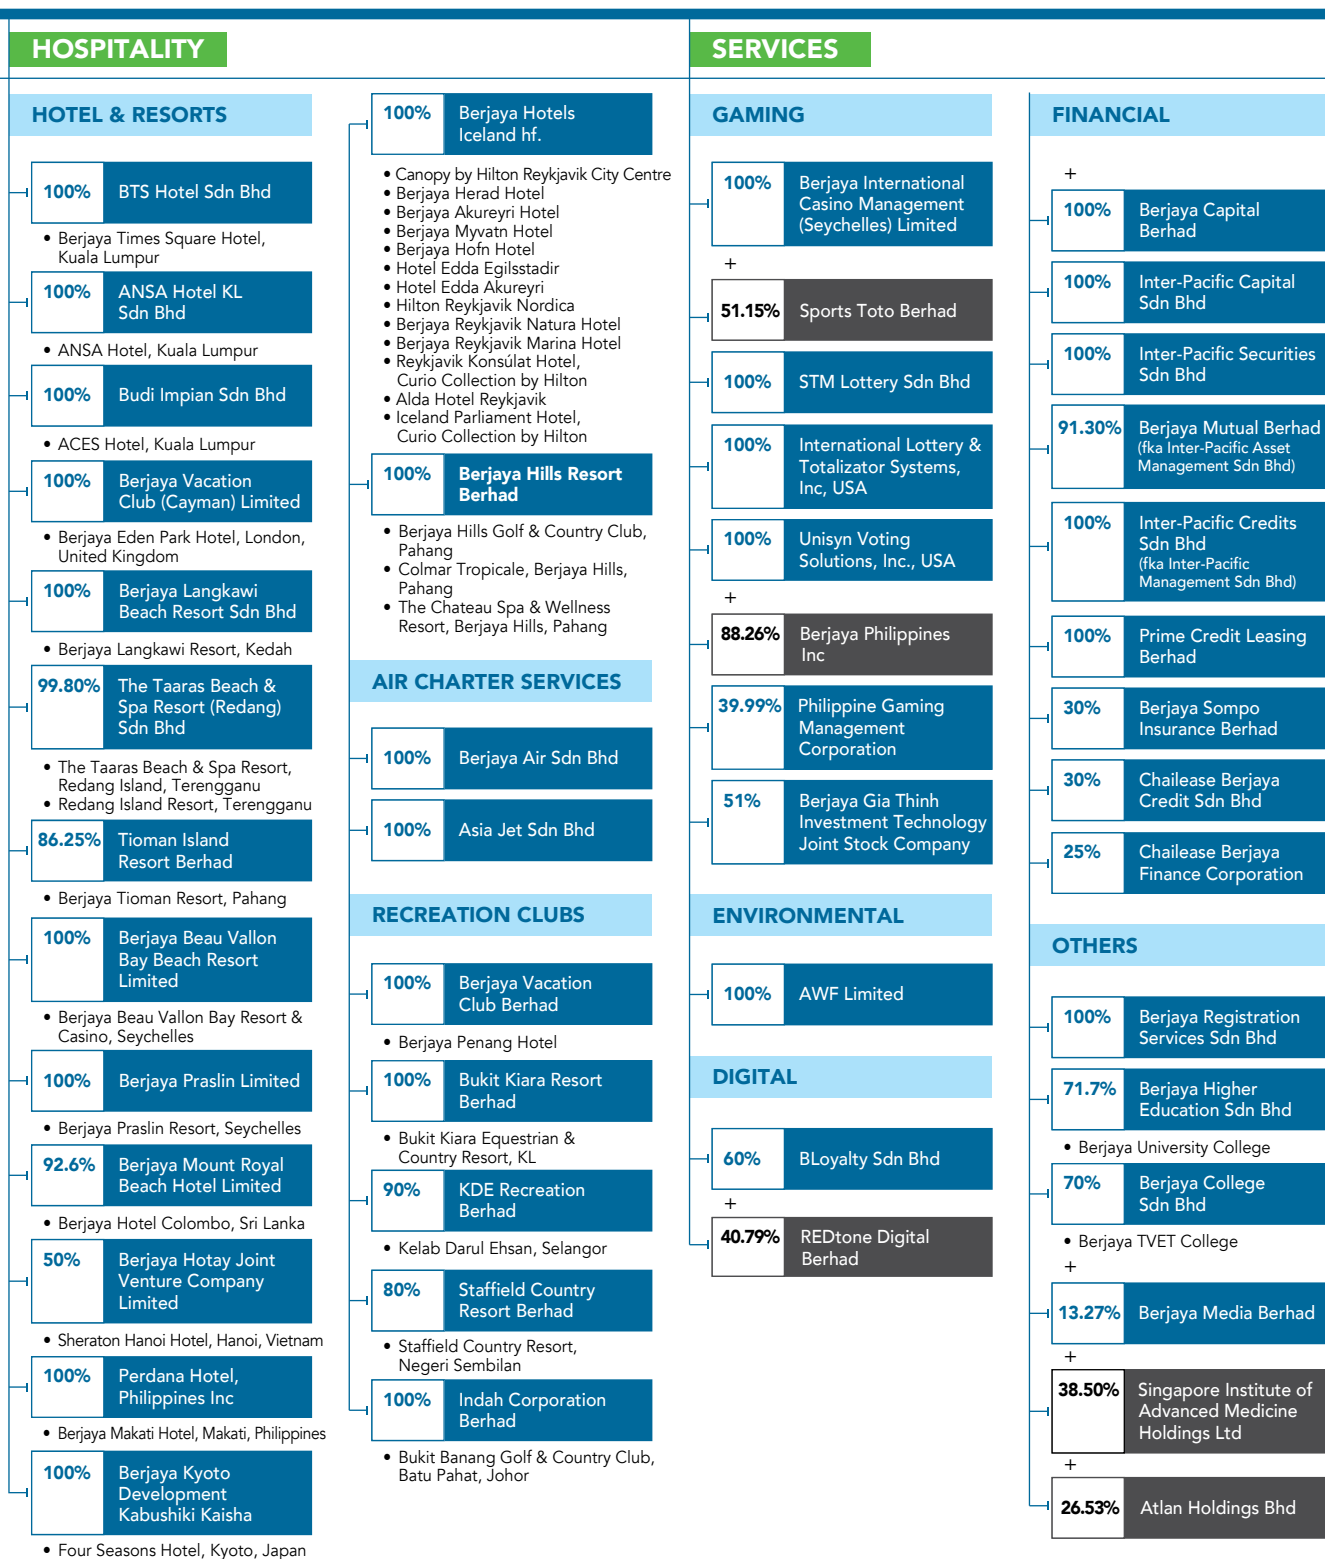 HOSPITALITY
HOTEL & RESORTS
100% BTS Hotel Sdn Bhd
• Berjaya Times Square Hotel,
Kuala Lumpur
100% ANSA Hotel KL
Sdn Bhd
• ANSA Hotel, Kuala Lumpur
100% Budi Impian Sdn Bhd
• ACES Hotel, Kuala Lumpur
100% Berjaya Vacation
Club (Cayman) Limited
• Berjaya Eden Park Hotel, London,
United Kingdom
100% Berjaya Langkawi
Beach Resort Sdn Bhd
• Berjaya Langkawi Resort, Kedah
99.80% The Taaras Beach &
Spa Resort (Redang)
Sdn Bhd
• The Taaras Beach & Spa Resort,
Redang Island, Terengganu
• Redang Island Resort, Terengganu
86.25% Tioman Island
Resort Berhad
• Berjaya Tioman Resort, Pahang
100% Berjaya Beau Vallon
Bay Beach Resort
Limited
• Berjaya Beau Vallon Bay Resort &
Casino, Seychelles
100% Berjaya Praslin Limited
• Berjaya Praslin Resort, Seychelles
92.6% Berjaya Mount Royal
Beach Hotel Limited
• Berjaya Hotel Colombo, Sri Lanka
50% Berjaya Hotay Joint
Venture Company
Limited
• Sheraton Hanoi Hotel, Hanoi, Vietnam
100% Perdana Hotel,
Philippines Inc
• Berjaya Makati Hotel, Makati, Philippines
100% Berjaya Kyoto
Development
Kabushiki Kaisha
• Four Seasons Hotel, Kyoto, Japan
100% Berjaya Hotels
Iceland hf.
• Canopy by Hilton Reykjavik City Centre
• Berjaya Herad Hotel
• Berjaya Akureyri Hotel
• Berjaya Myvatn Hotel
• Berjaya Hofn Hotel
• Hotel Edda Egilsstadir
• Hotel Edda Akureyri
• Hilton Reykjavik Nordica
• Berjaya Reykjavik Natura Hotel
• Berjaya Reykjavik Marina Hotel
• Reykjavik Konsúlat Hotel,
Curio Collection by Hilton
• Alda Hotel Reykjavik
• Iceland Parliament Hotel,
Curio Collection by Hilton
100% Berjaya Hills Resort
Berhad
• Berjaya Hills Golf & Country Club,
Pahang
• Colmar Tropicale, Berjaya Hills,
Pahang
• The Chateau Spa & Wellness
Resort, Berjaya Hills, Pahang
AIR CHARTER SERVICES
100% Berjaya Air Sdn Bhd
100% Asia Jet Sdn Bhd
RECREATION CLUBS
100% Berjaya Vacation
Club Berhad
• Berjaya Penang Hotel
100% Bukit Kiara Resort
Berhad
• Bukit Kiara Equestrian &
Country Resort, KL
90% KDE Recreation
Berhad
• Kelab Darul Ehsan, Selangor
80% Staffield Country
Resort Berhad
• Staffield Country Resort,
Negeri Sembilan
100% Indah Corporation
Berhad
• Bukit Banang Golf & Country Club,
Batu Pahat, Johor
SERVICES
GAMING
100% Berjaya International
Casino Management
(Seychelles) Limited
+
51.15% Sports Toto Berhad
100% STM Lottery Sdn Bhd
100% International Lottery &
Totalizator Systems,
Inc, USA
100% Unisyn Voting
Solutions, Inc., USA
+
88.26% Berjaya Philippines
Inc
39.99% Philippine Gaming
Management
Corporation
51% Berjaya Gia Thinh
Investment Technology
Joint Stock Company
ENVIRONMENTAL
100% AWF Limited
DIGITAL
60% BLoyalty Sdn Bhd
+
40.79% REDtone Digital
Berhad
FINANCIAL
+
100% Berjaya Capital
Berhad
100% Inter-Pacific Capital
Sdn Bhd
100% Inter-Pacific Securities
Sdn Bhd
91.30% Berjaya Mutual Berhad
(fka Inter-Pacific Asset
Management Sdn Bhd)
100% Inter-Pacific Credits
Sdn Bhd
(fka Inter-Pacific
Management Sdn Bhd)
100% Prime Credit Leasing
Berhad
30% Berjaya Sompo
Insurance Berhad
30% Chailease Berjaya
Credit Sdn Bhd
25% Chailease Berjaya
Finance Corporation
OTHERS
100% Berjaya Registration
Services Sdn Bhd
71.7% Berjaya Higher
Education Sdn Bhd
• Berjaya University College
70% Berjaya College
Sdn Bhd
• Berjaya TVET College
+
13.27% Berjaya Media Berhad
+
38.50% Singapore Institute of
Advanced Medicine
Holdings Ltd
+
26.53% Atlan Holdings Bhd